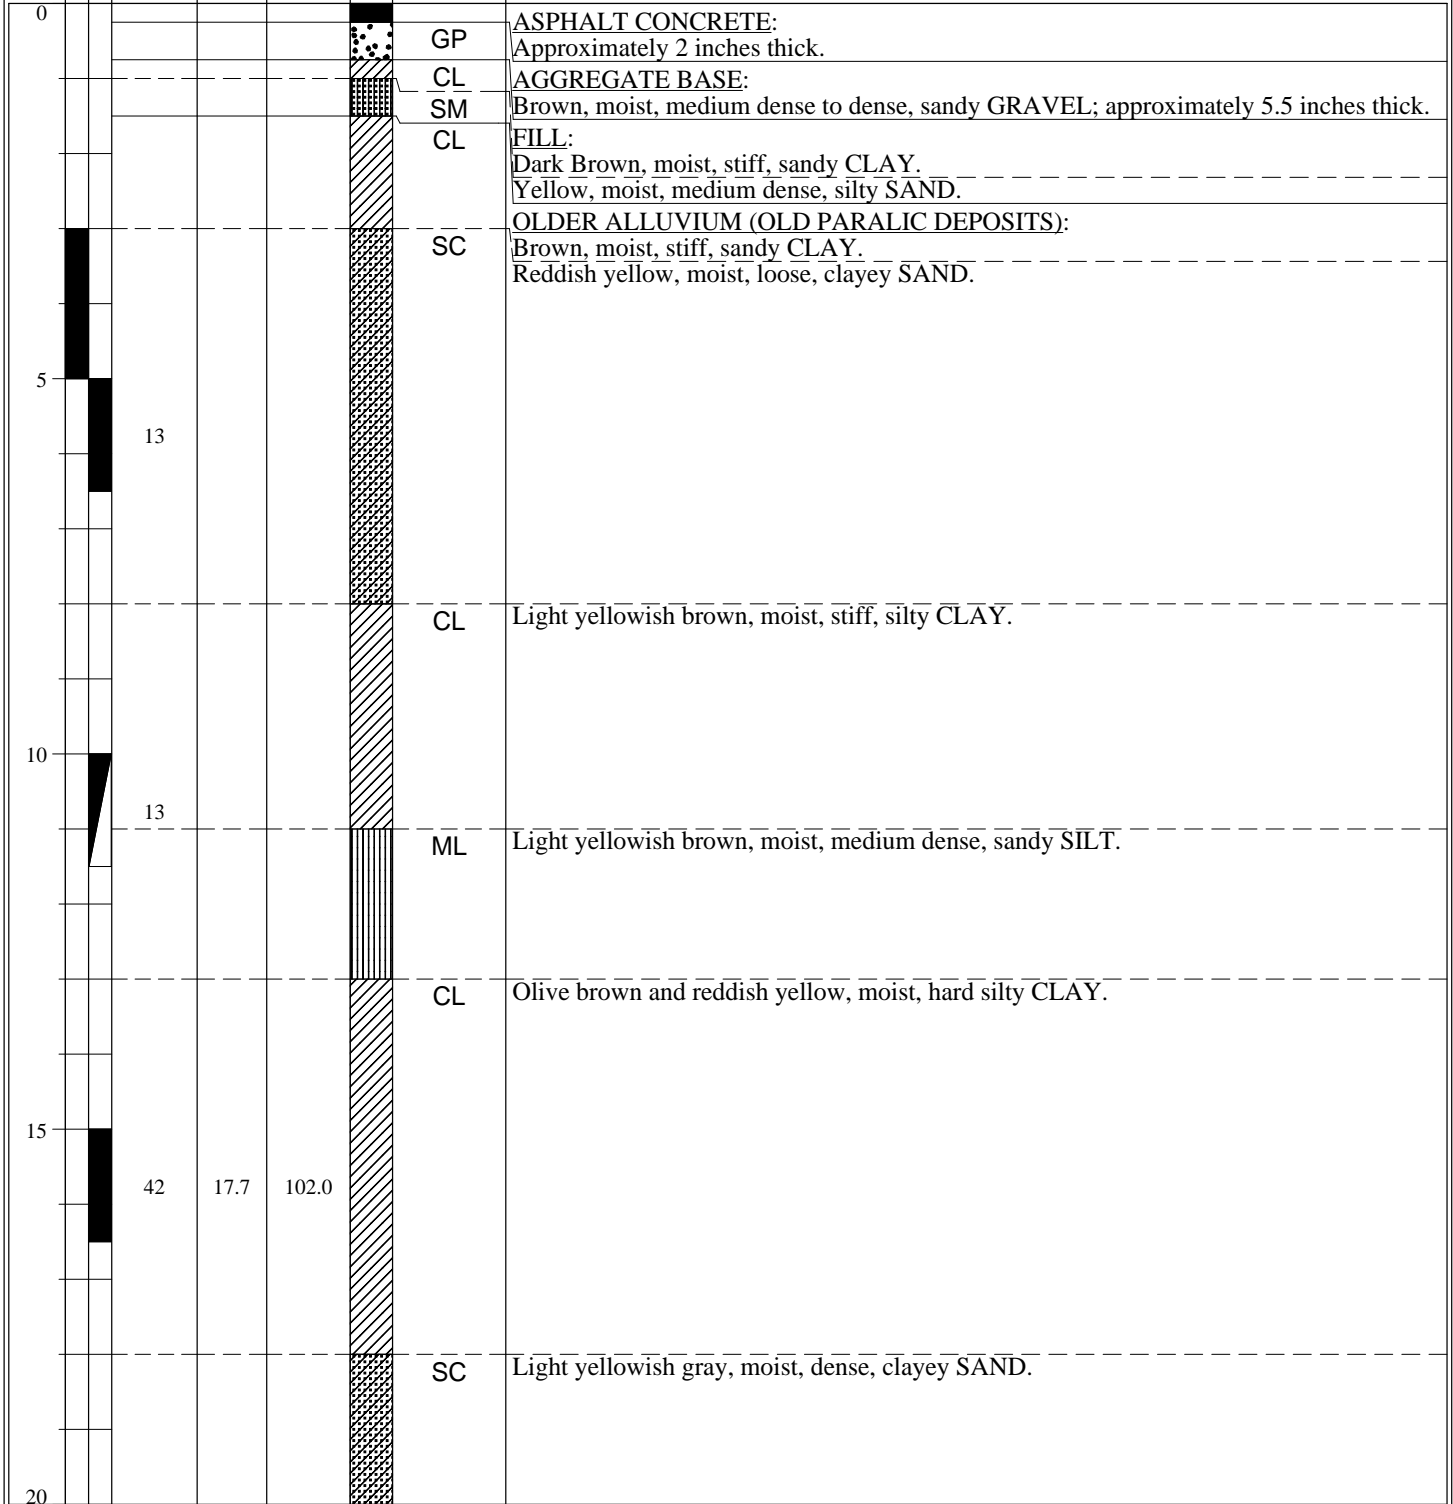 0
GP
ASPHALT CONCRETE:
Approximately 2 inches thick.
CL
AGGREGATE BASE:
SM
Brown, moist, medium dense to dense, sandy GRAVEL; approximately 5.5 inches thick.
CL
FILL:
Dark Brown, moist, stiff, sandy CLAY.
Yellow, moist, medium dense, silty SAND.
OLDER ALLUVIUM (OLD PARALIC DEPOSITS):
SC
Brown, moist, stiff, sandy CLAY.
Reddish yellow, moist, loose, clayey SAND.
5
13
CL
Light yellowish brown, moist, stiff, silty CLAY.
10
13
ML
Light yellowish brown, moist, medium dense, sandy SILT.
CL
Olive brown and reddish yellow, moist, hard silty CLAY.
15
42 17.7 102.0
SC
Light yellowish gray, moist, dense, clayey SAND.
20